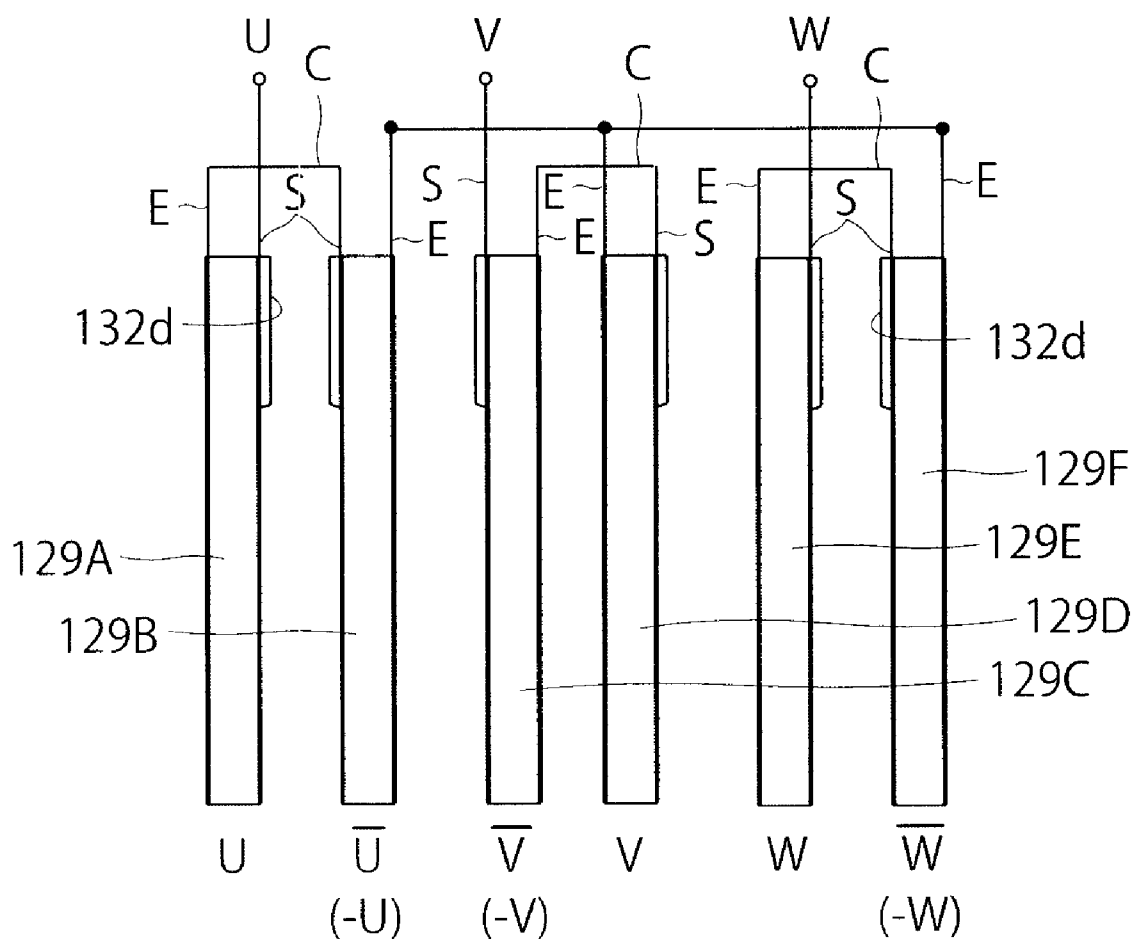 U V W
C C C
E S E S E E S E S E
132d 132d
129F
129A 129E
129B 129D
129C
U U̅ V̅ V W W̅
(-U) (-V) (-W)